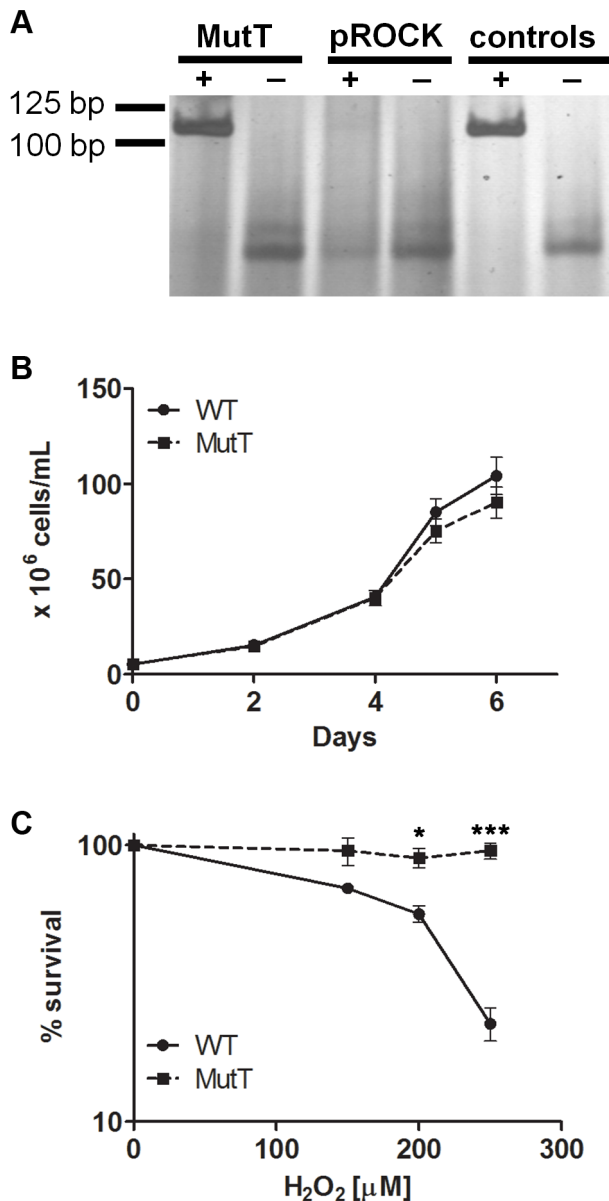 A
MutT pROCK controls
+ − + − + −
125 bp
100 bp
B
150
100
50
0
x 10⁶ cells/mL
WT
MutT
0 2 4 6
Days
C
* ***
100
10
% survival
WT
MutT
0 100 200 300
H₂O₂ [µM]